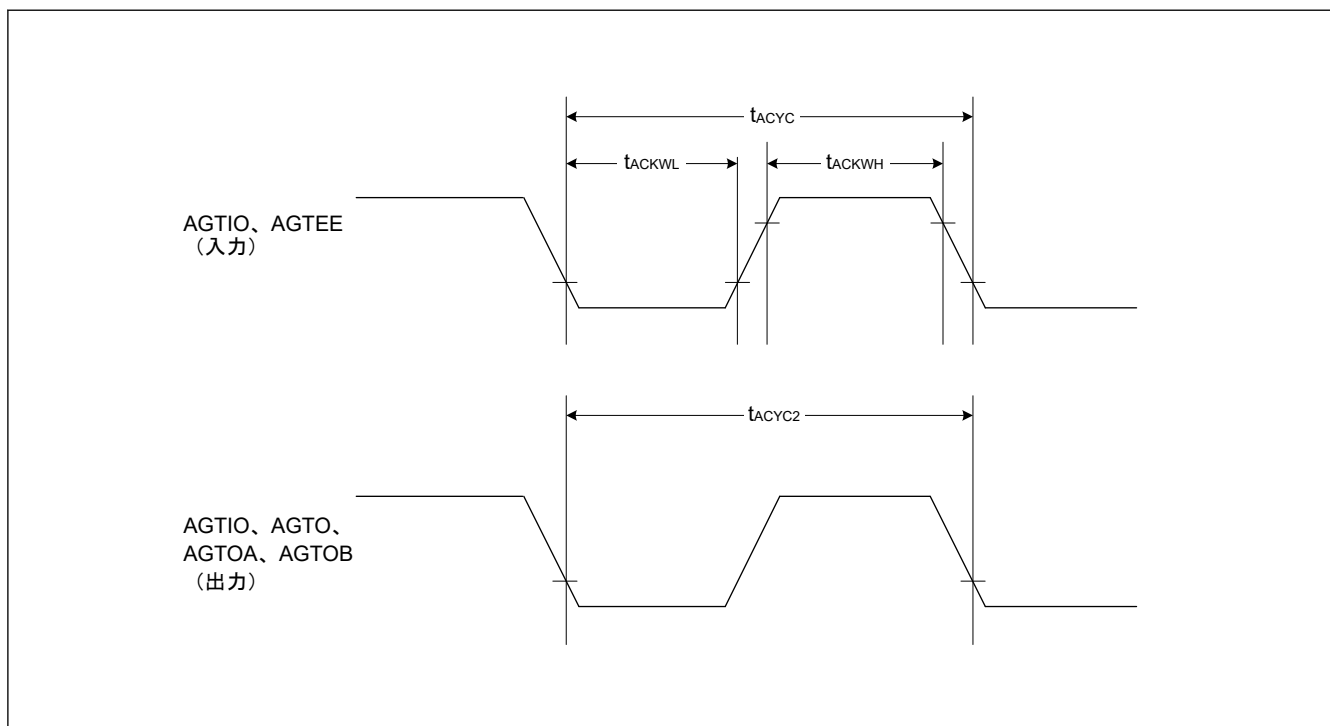 tACYC
tACKWL
tACKWH
AGTIO、AGTEE
（入力）
tACYC2
AGTIO、AGTO、
AGTOA、AGTOB
（出力）